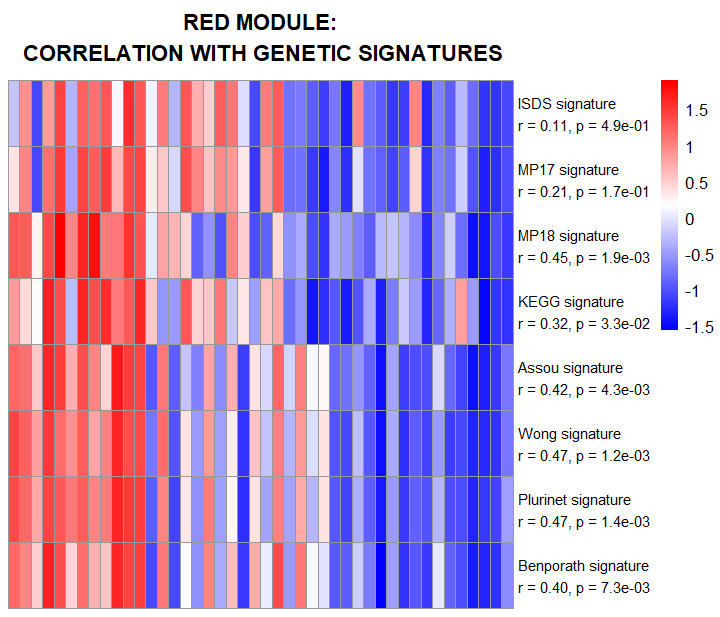 RED MODULE:
CORRELATION WITH GENETIC SIGNATURES
ISDS signature
r = 0.11, p = 4.9e-01
MP17 signature
r = 0.21, p = 1.7e-01
MP18 signature
r = 0.45, p = 1.9e-03
KEGG signature
r = 0.32, p = 3.3e-02
Assou signature
r = 0.42, p = 4.3e-03
Wong signature
r = 0.47, p = 1.2e-03
Plurinet signature
r = 0.47, p = 1.4e-03
Benporath signature
r = 0.40, p = 7.3e-03
1.5
1
0.5
0
-0.5
-1
-1.5